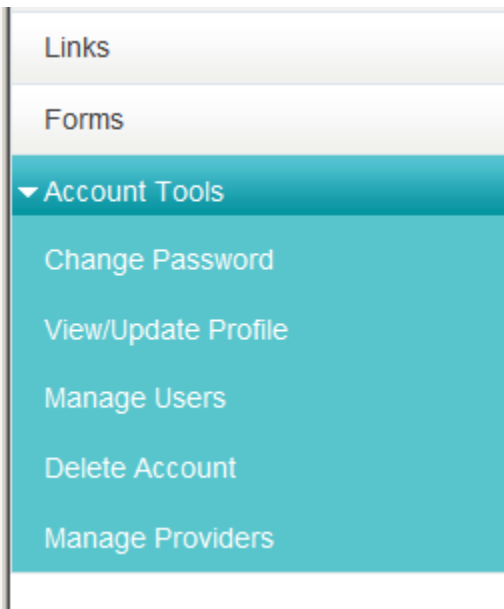 Links
Forms
Account Tools
Change Password
View/Update Profile
Manage Users
Delete Account
Manage Providers